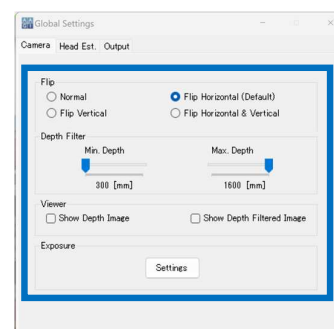 Global Settings
Camera Head Est. Output
Flip
Normal Flip Horizontal (Default)
Flip Vertical Flip Horizontal & Vertical
Depth Filter
Min. Depth Max. Depth
300 [mm] 1600 [mm]
Viewer
Show Depth Image Show Depth Filtered Image
Exposure
Settings